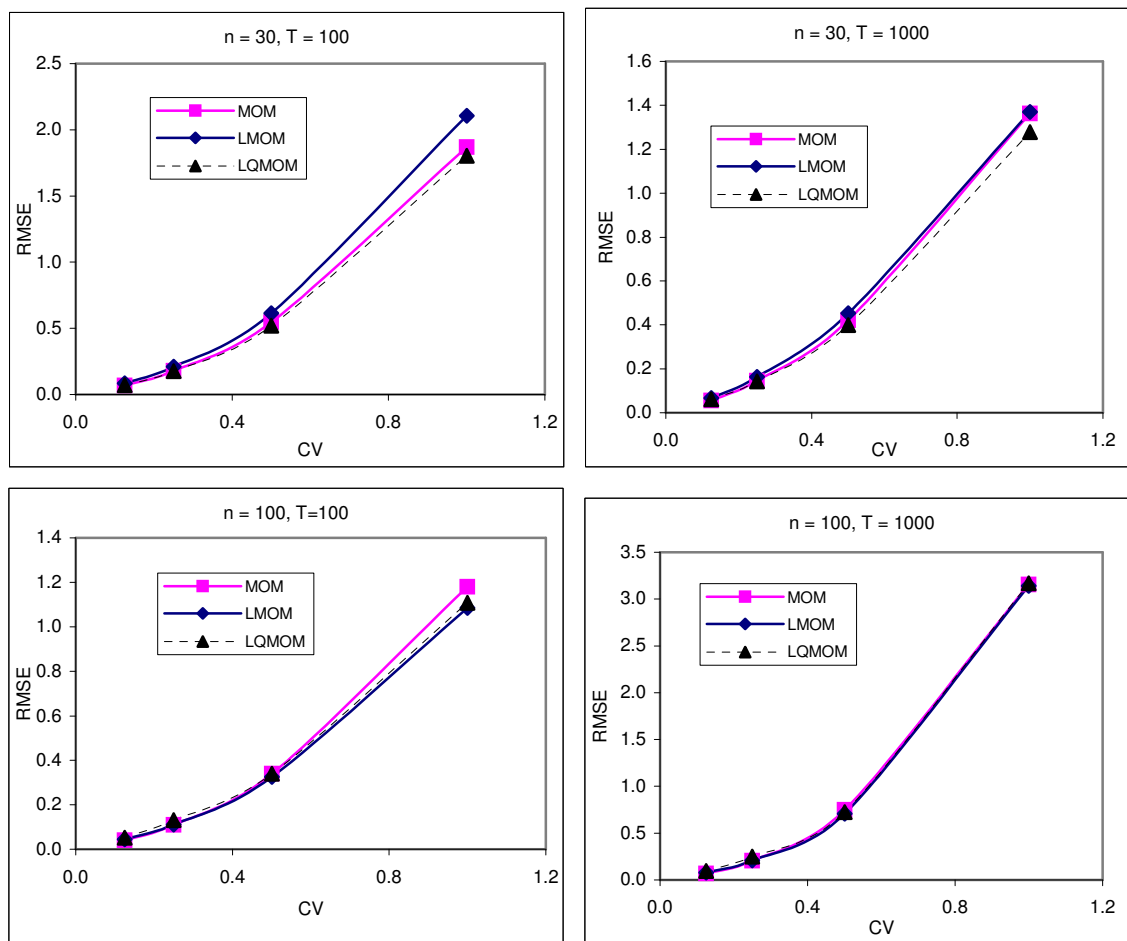 n = 30, T = 100
2.5
2.0
1.5
1.0
0.5
0.0
RMSE
MOM
LMOM
LQMOM
0.0
0.4
0.8
1.2
CV
n = 30, T = 1000
1.6
1.4
1.2
1.0
0.8
0.6
0.4
0.2
0.0
RMSE
MOM
LMOM
LQMOM
0.0
0.4
0.8
1.2
CV
n = 100, T=100
1.4
1.2
1.0
0.8
0.6
0.4
0.2
0.0
RMSE
MOM
LMOM
LQMOM
0.0
0.4
0.8
1.2
CV
n = 100, T = 1000
3.5
3.0
2.5
2.0
1.5
1.0
0.5
0.0
RMSE
MOM
LMOM
LQMOM
0.0
0.4
0.8
1.2
CV